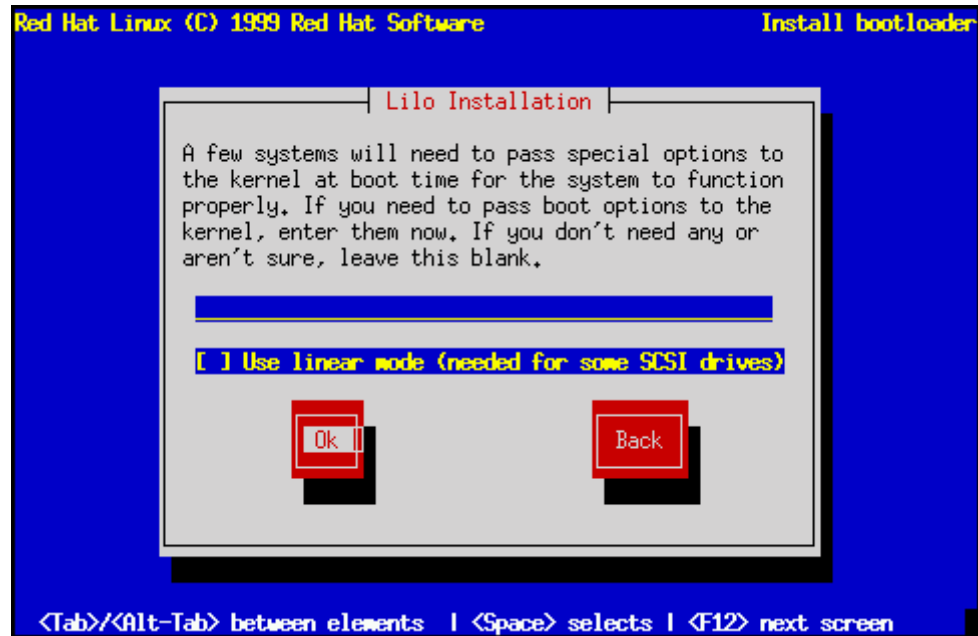 Red Hat Linux (C) 1999 Red Hat Software Install bootloader
Lilo Installation
A few systems will need to pass special options to
the kernel at boot time for the system to function
properly. If you need to pass boot options to the
kernel, enter them now. If you don't need any or
aren't sure, leave this blank.
[ ] Use linear mode (needed for some SCSI drives)
Ok Back
<Tab>/<Alt-Tab> between elements | <Space> selects | <F12> next screen